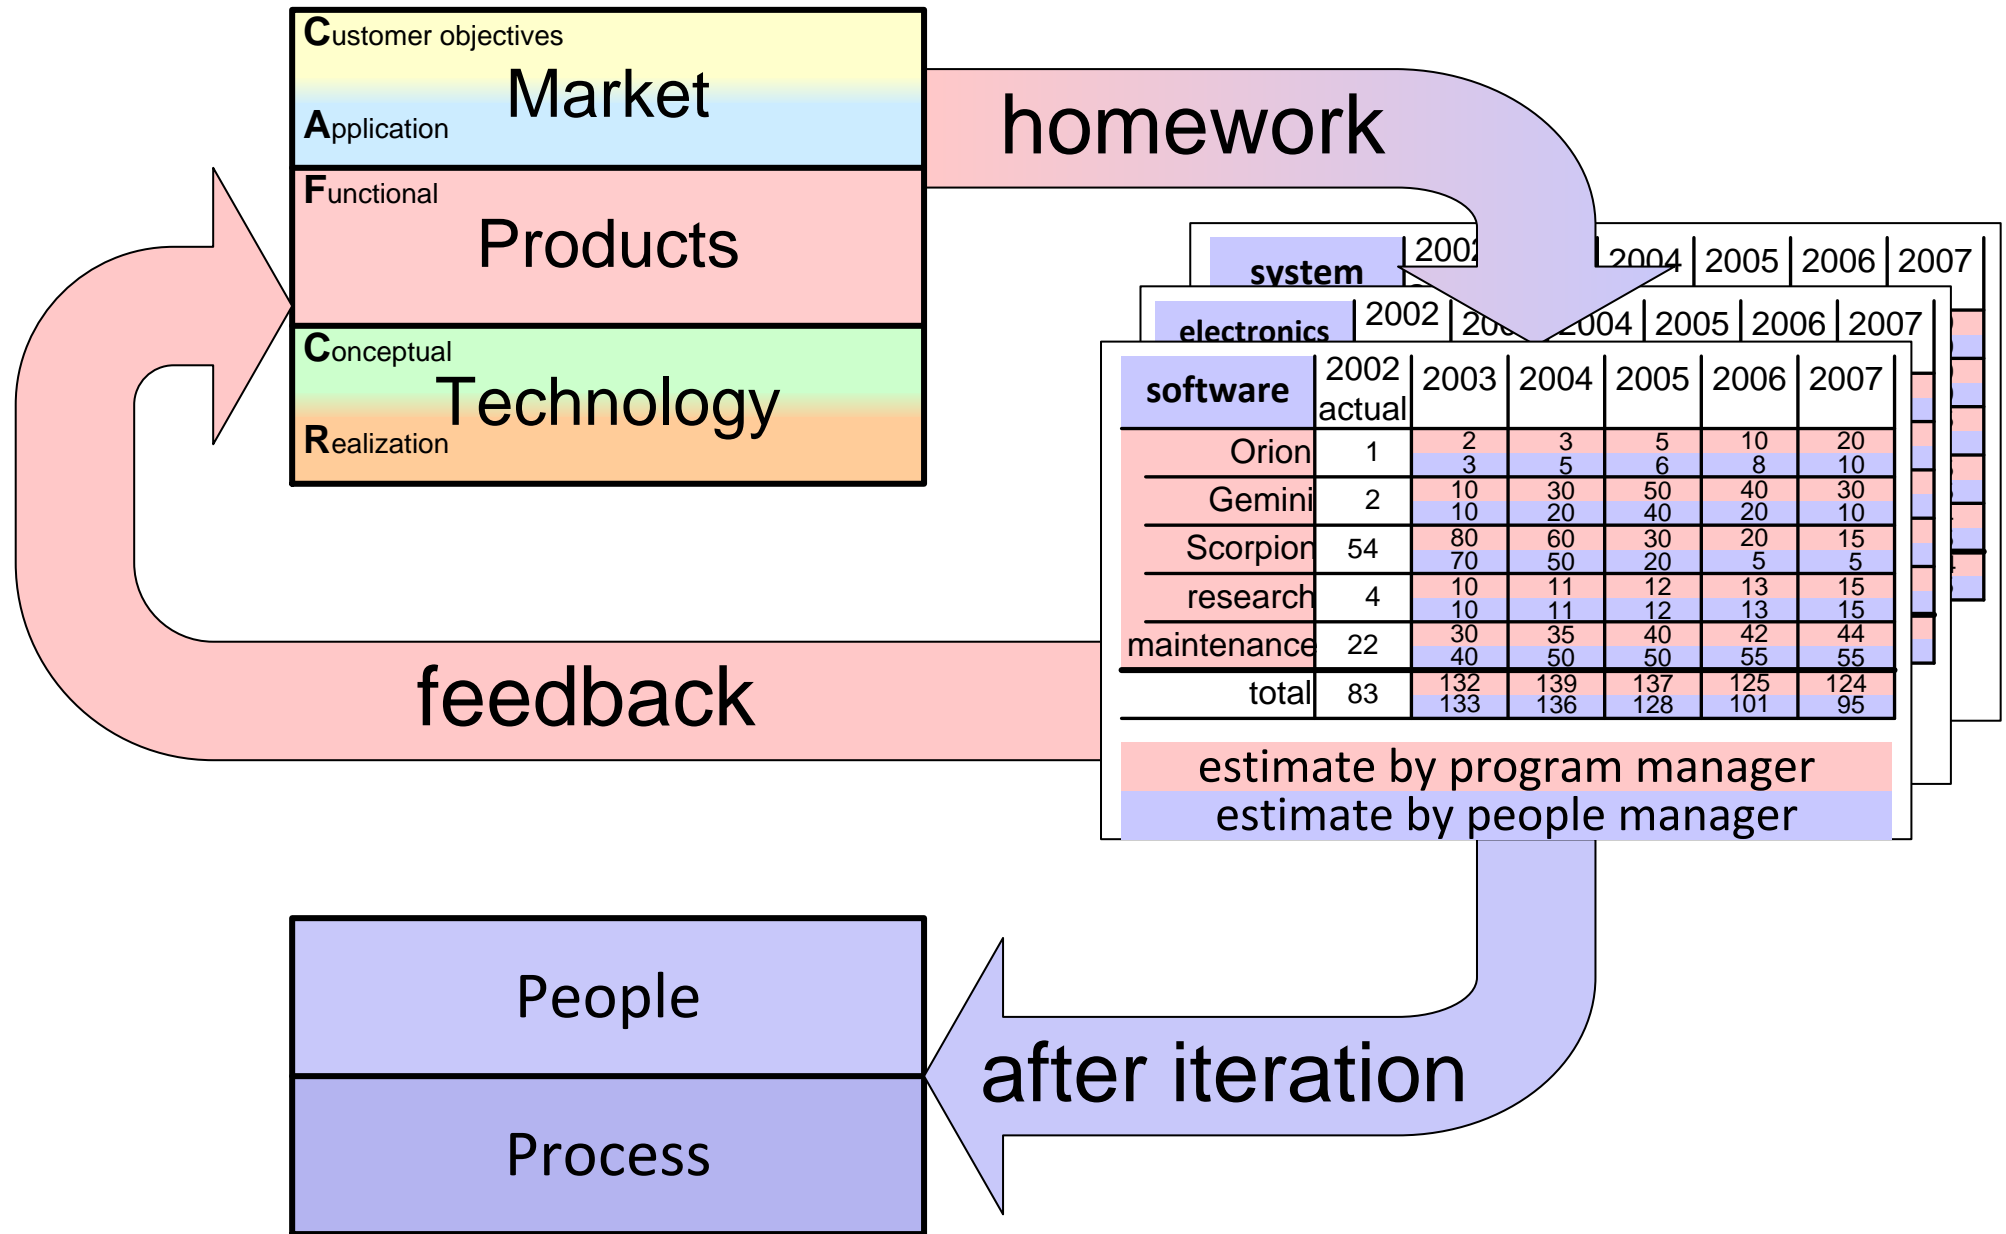 Customer objectives
Market
Application
Functional
Products
Conceptual
Technology
Realization
homework
feedback
system 2004 2005 2006 2007
electronics 2002 2004 2005 2006 2007
software 2002 actual 2003 2004 2005 2006 2007
Orion 1 2 3 5 10 20
3 5 6 8 10
Gemini 2 10 30 50 40 30
10 20 40 20 10
Scorpion 54 80 60 30 20 15
70 50 20 5 5
research 4 10 11 12 13 15
10 11 12 13 15
maintenance 22 30 35 40 42 44
40 50 50 55 55
total 83 132 139 137 125 124
133 136 128 101 95
estimate by program manager
estimate by people manager
after iteration
People
Process